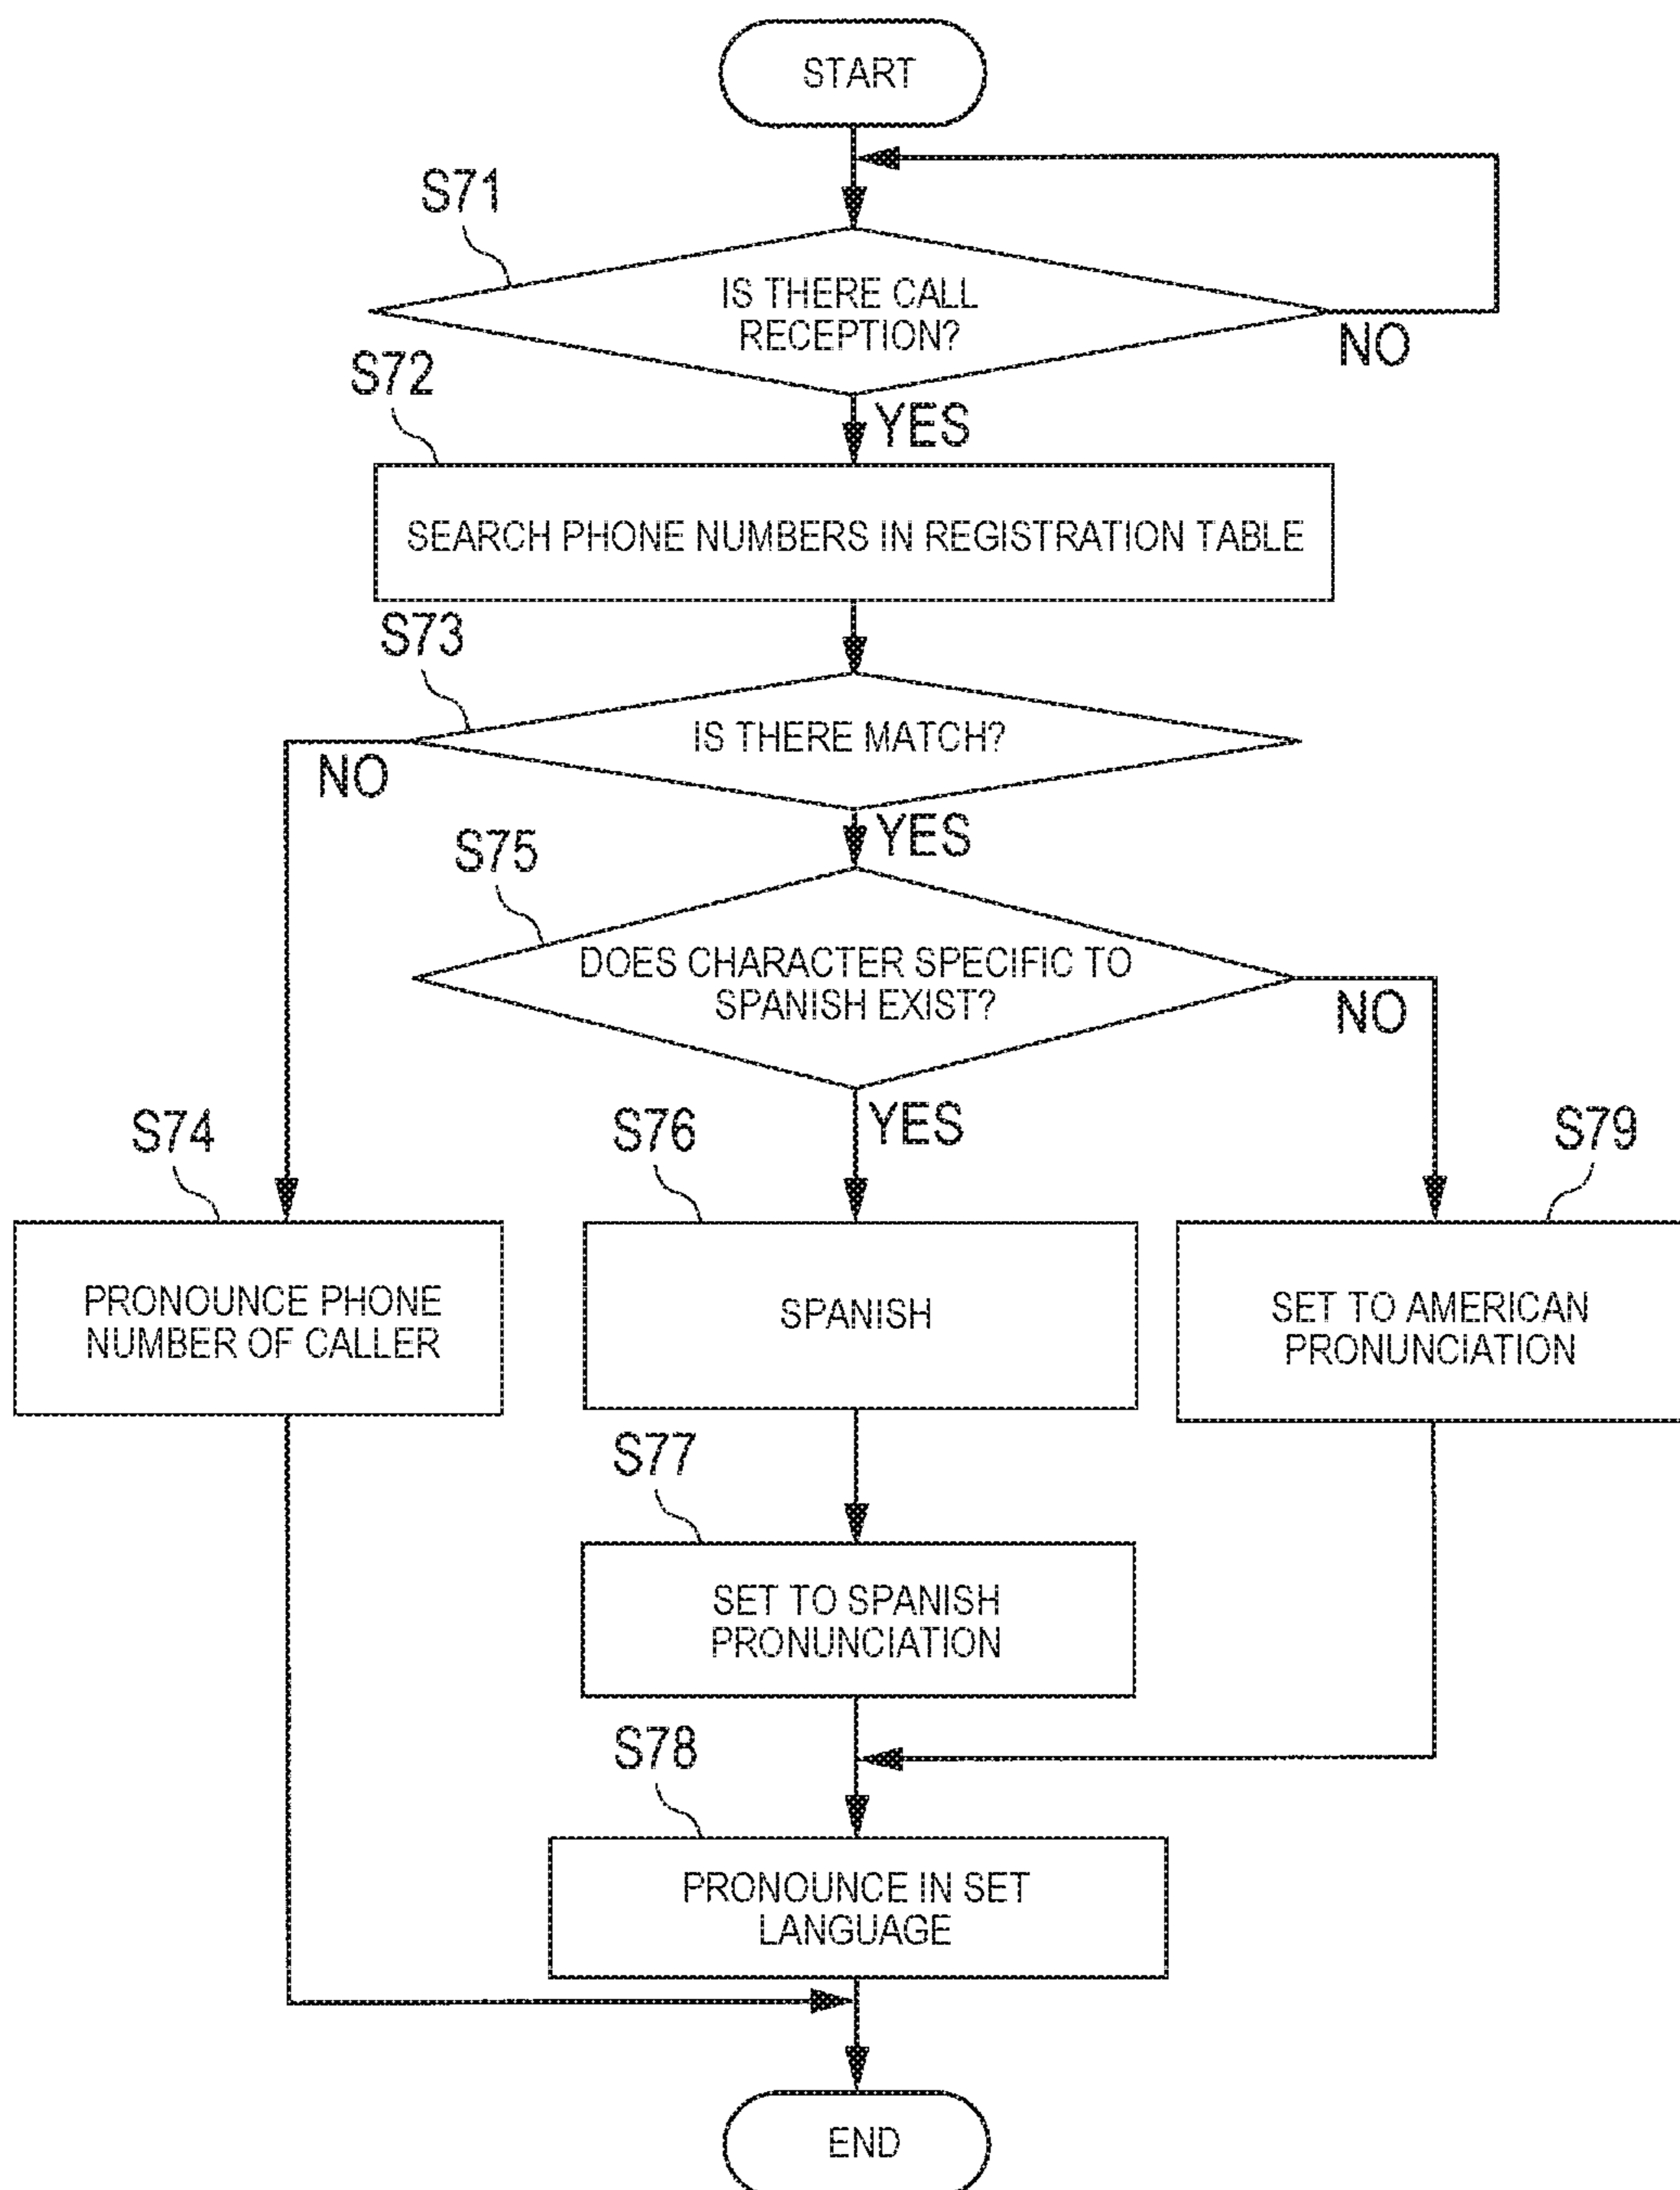 START
S71
IS THERE CALL
RECEPTION?
NO
S72
YES
SEARCH PHONE NUMBERS IN REGISTRATION TABLE
S73
IS THERE MATCH?
NO
YES
S75
DOES CHARACTER SPECIFIC TO
SPANISH EXIST?
NO
YES
S74
S76
S79
PRONOUNCE PHONE
NUMBER OF CALLER
SPANISH
SET TO AMERICAN
PRONUNCIATION
S77
SET TO SPANISH
PRONUNCIATION
S78
PRONOUNCE IN SET
LANGUAGE
END